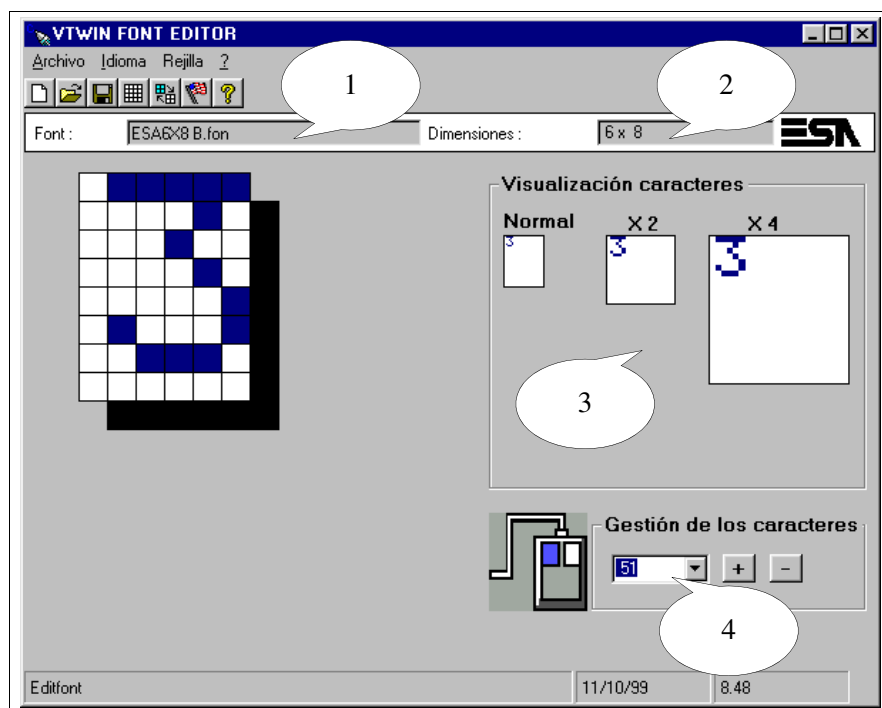 VTWIN FONT EDITOR
Archivo Idioma Rejilla ?
1
2
Font : ESA6X8 B.fon Dimensiones : 6 x 8 ESA
Visualización caracteres
Normal X 2 X 4
3 3 3
3
Gestión de los caracteres
51 + -
4
Editfont 11/10/99 8.48